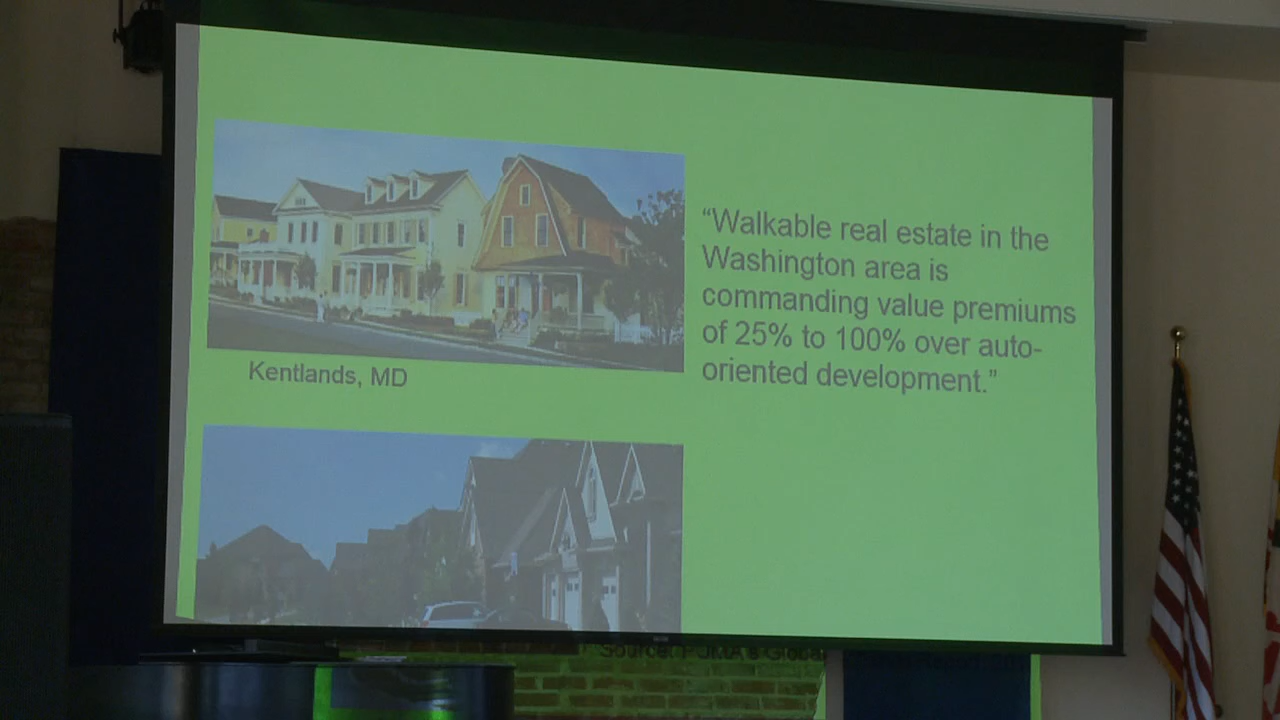 “Walkable real estate in the
Washington area is
commanding value premiums
of 25% to 100% over auto-
oriented development.”
Kentlands, MD
Source: